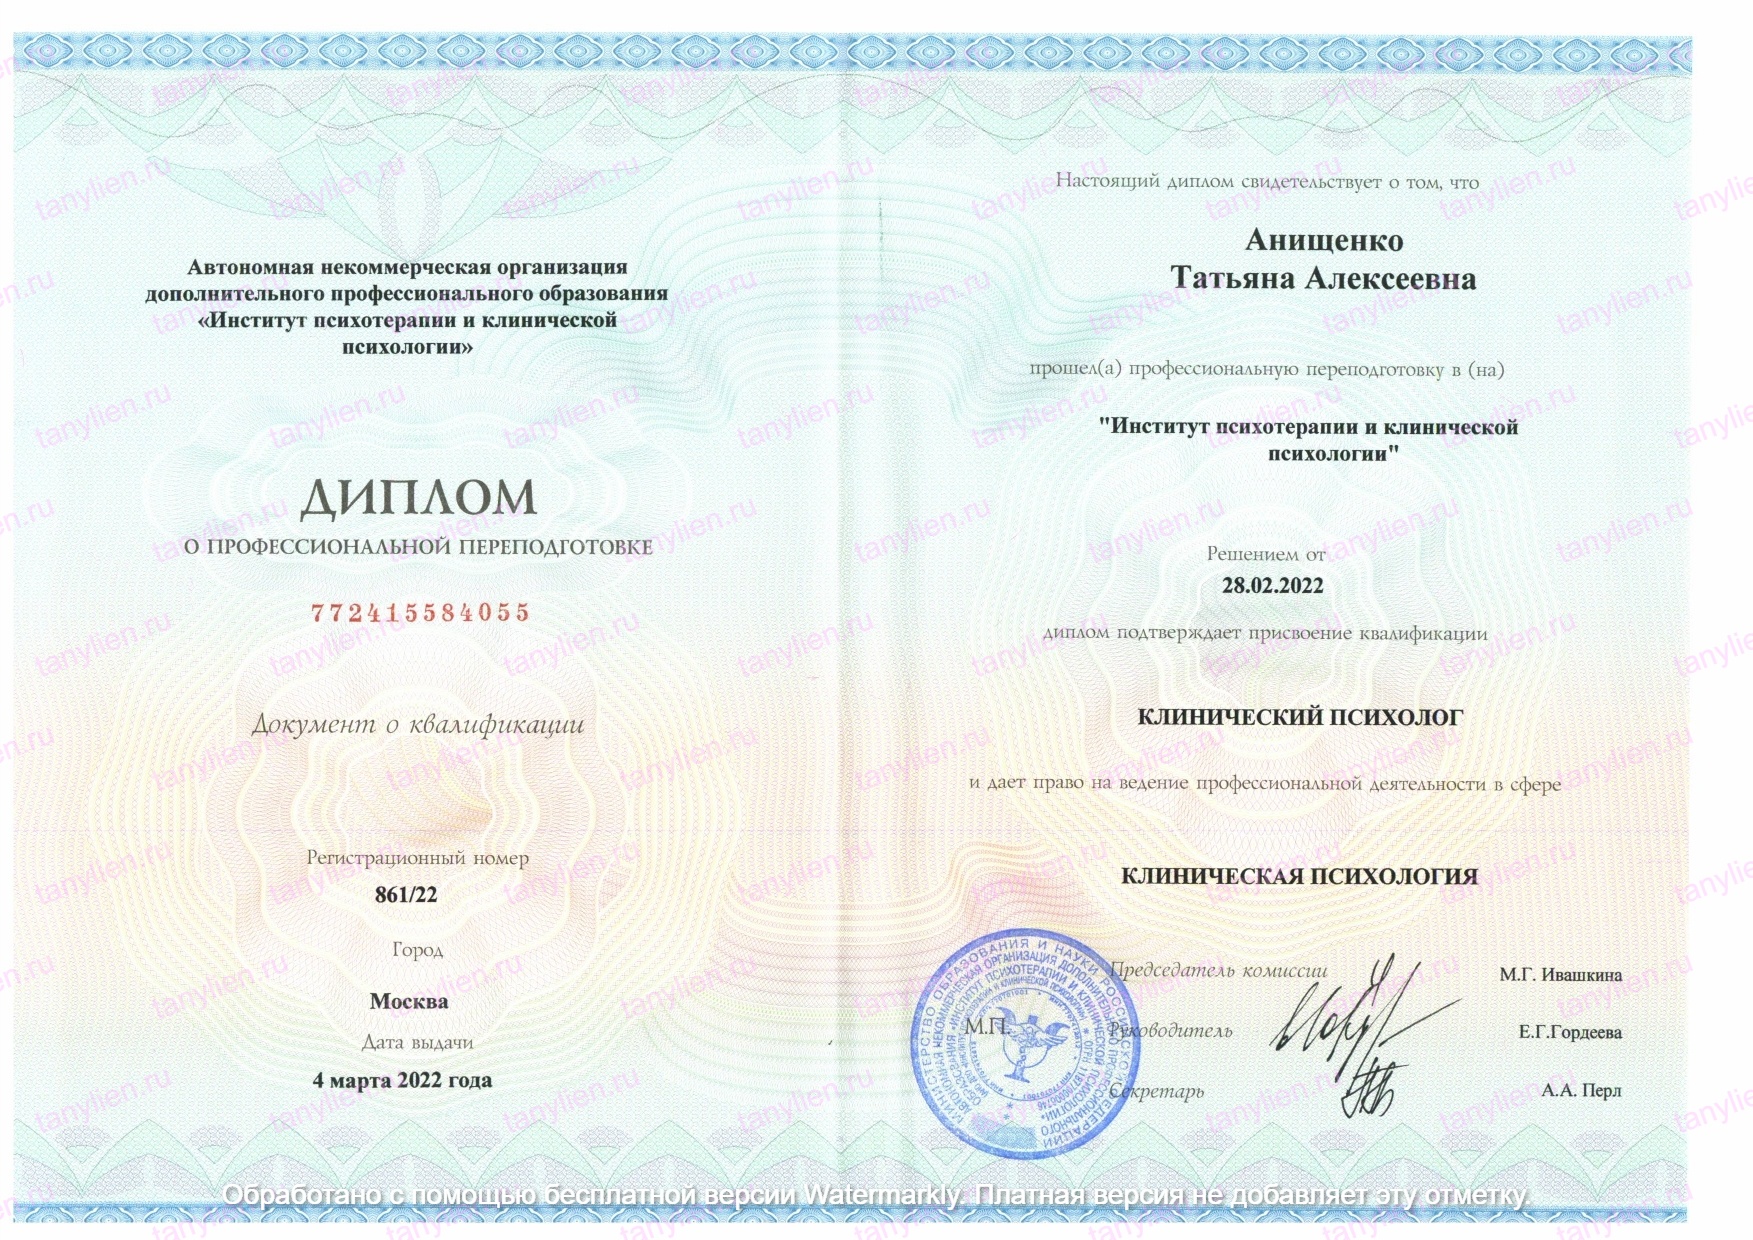 Автономная некоммерческая организация
дополнительного профессионального образования
«Институт психотерапии и клинической
психологии»
ДИПЛОМ
О ПРОФЕССИОНАЛЬНОЙ ПЕРЕПОДГОТОВКЕ
772415584055
Документ о квалификации
Регистрационный номер
861/22
Город
Москва
Дата выдачи
4 марта 2022 года
Настоящий диплом свидетельствует о том, что
Анищенко
Татьяна Алексеевна
прошел(а) профессиональную переподготовку в (на)
"Институт психотерапии и клинической
психологии"
Решением от
28.02.2022
диплом подтверждает присвоение квалификации
КЛИНИЧЕСКИЙ ПСИХОЛОГ
и дает право на ведение профессиональной деятельности в сфере
КЛИНИЧЕСКАЯ ПСИХОЛОГИЯ
Председатель комиссии М.Г. Ивашкина
М.П. Руководитель Е.Г.Гордеева
Секретарь А.А. Перл
МИНИСТЕРСТВО ОБРАЗОВАНИЯ И НАУКИ РОССИЙСКОЙ ФЕДЕРАЦИИ
АВТОНОМНАЯ НЕКОММЕРЧЕСКАЯ ОРГАНИЗАЦИЯ ДОПОЛНИТЕЛЬНОГО ПРОФЕССИОНАЛЬНОГО
ОБРАЗОВАНИЯ «ИНСТИТУТ ПСИХОТЕРАПИИ И КЛИНИЧЕСКОЙ ПСИХОЛОГИИ»
tanylien.ru
Обработано с помощью бесплатной версии Watermarkly. Платная версия не добавляет эту отметку.